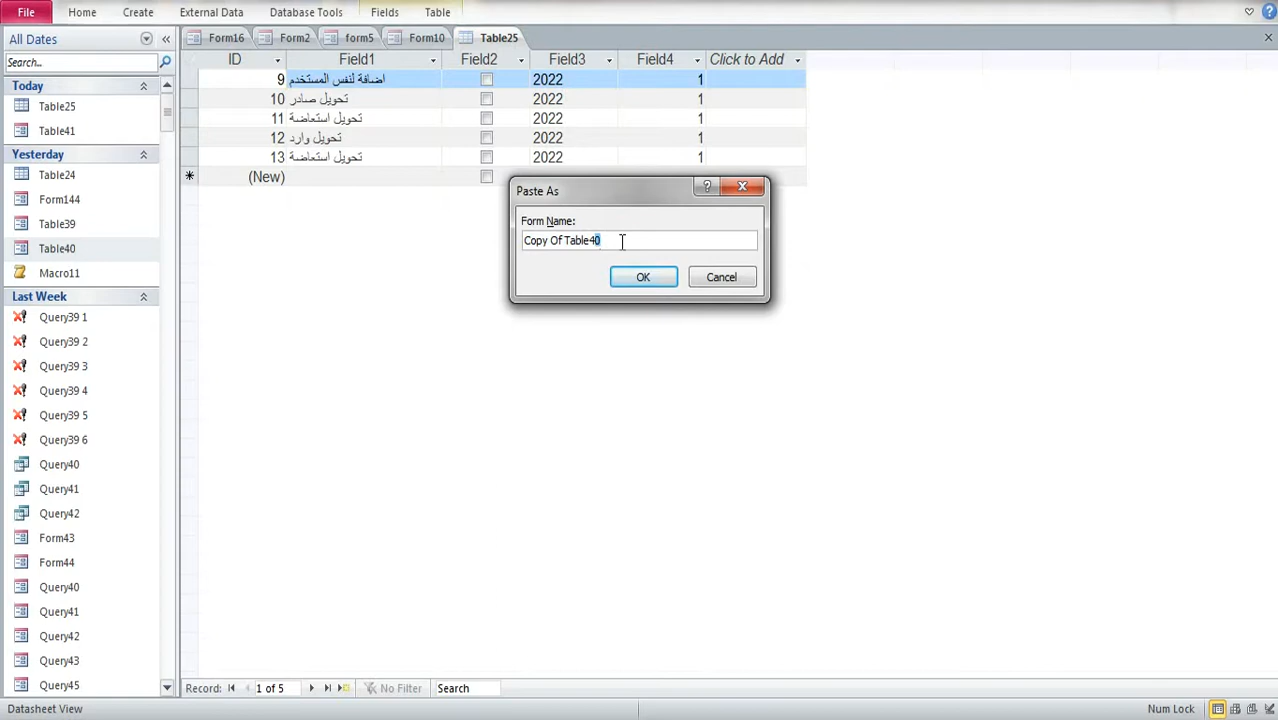 File Home Create External Data Database Tools Fields Table
All Dates
Search...
Today
Table25
Table41
Yesterday
Table24
Form144
Table39
Table40
Macro11
Last Week
Query39 1
Query39 2
Query39 3
Query39 4
Query39 5
Query39 6
Query40
Query41
Query42
Form43
Form44
Query40
Query41
Query42
Query43
Query45
Form16 Form2 form5 Form10 Table25
ID Field1 Field2 Field3 Field4 Click to Add
9 اضافة لنفس المستخدم 2022 1
10 تحويل صادر 2022 1
11 تحويل استعاضة 2022 1
12 تحويل وارد 2022 1
13 تحويل استعاضة 2022 1
* (New)
Paste As
Form Name:
Copy Of Table40
OK Cancel
Record: 1 of 5 No Filter Search
Datasheet View Num Lock